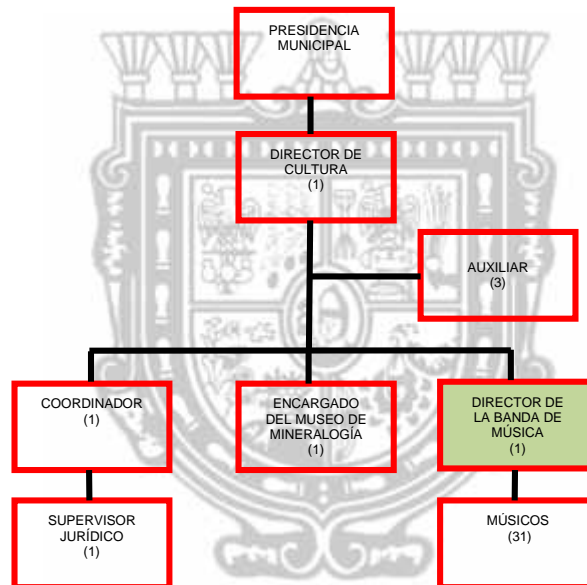 PRESIDENCIA
MUNICIPAL
DIRECTOR DE
CULTURA
(1)
AUXILIAR
(3)
COORDINADOR
(1)
ENCARGADO
DEL MUSEO DE
MINERALOGÍA
(1)
DIRECTOR DE
LA BANDA DE
MÚSICA
(1)
SUPERVISOR
JURÍDICO
(1)
MÚSICOS
(31)